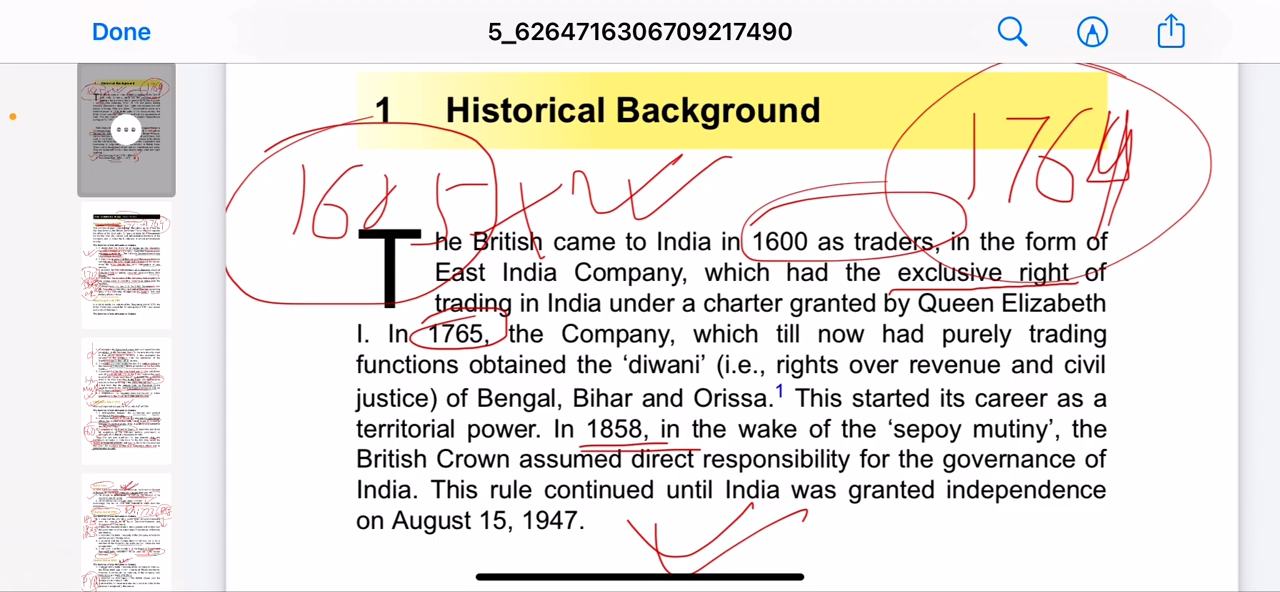 Done
5_6264716306709217490
1 Historical Background
1764
1685
The British came to India in 1600 as traders, in the form of
East India Company, which had the exclusive right of
trading in India under a charter granted by Queen Elizabeth
I. In 1765, the Company, which till now had purely trading
functions obtained the ‘diwani’ (i.e., rights over revenue and civil
justice) of Bengal, Bihar and Orissa.1 This started its career as a
territorial power. In 1858, in the wake of the ‘sepoy mutiny’, the
British Crown assumed direct responsibility for the governance of
India. This rule continued until India was granted independence
on August 15, 1947.